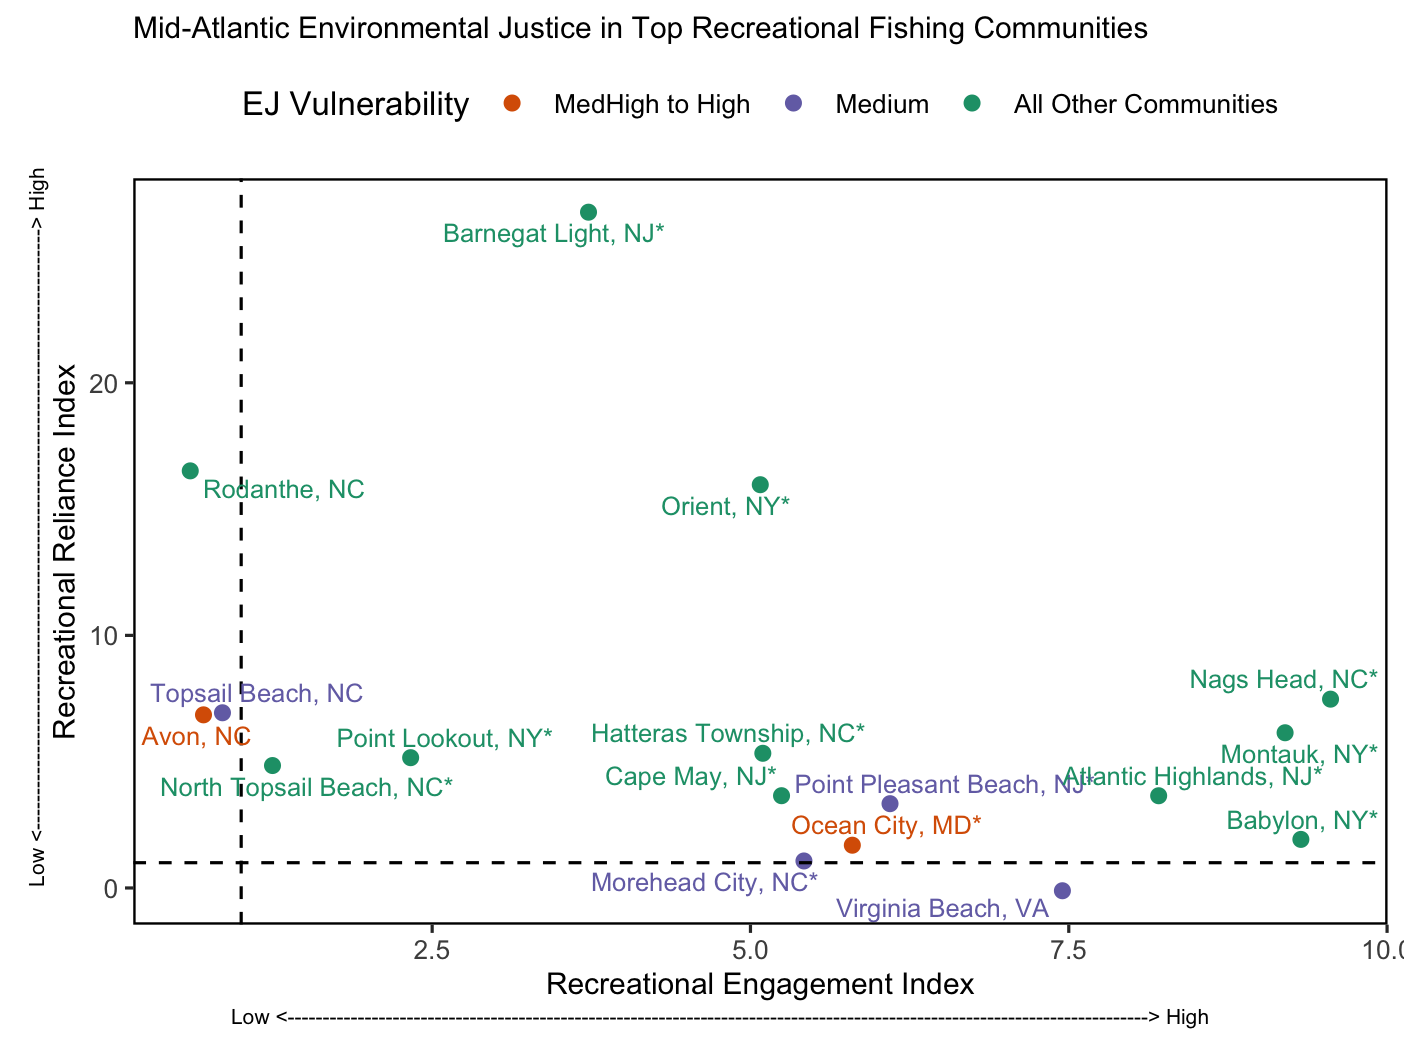 Mid-Atlantic Environmental Justice in Top Recreational Fishing Communities
EJ Vulnerability MedHigh to High Medium All Other Communities
Low <------------------------------------------------------------> High
Recreational Reliance Index
20
10
0
Barnegat Light, NJ*
Rodanthe, NC
Orient, NY*
Nags Head, NC*
Topsail Beach, NC
Avon, NC
Point Lookout, NY*
Hatteras Township, NC*
Montauk, NY*
North Topsail Beach, NC*
Cape May, NJ*
Point Pleasant Beach, NJ*
Atlantic Highlands, NJ*
Ocean City, MD*
Babylon, NY*
Morehead City, NC*
Virginia Beach, VA
2.5 5.0 7.5 10.0
Recreational Engagement Index
Low <------------------------------------------------------------> High